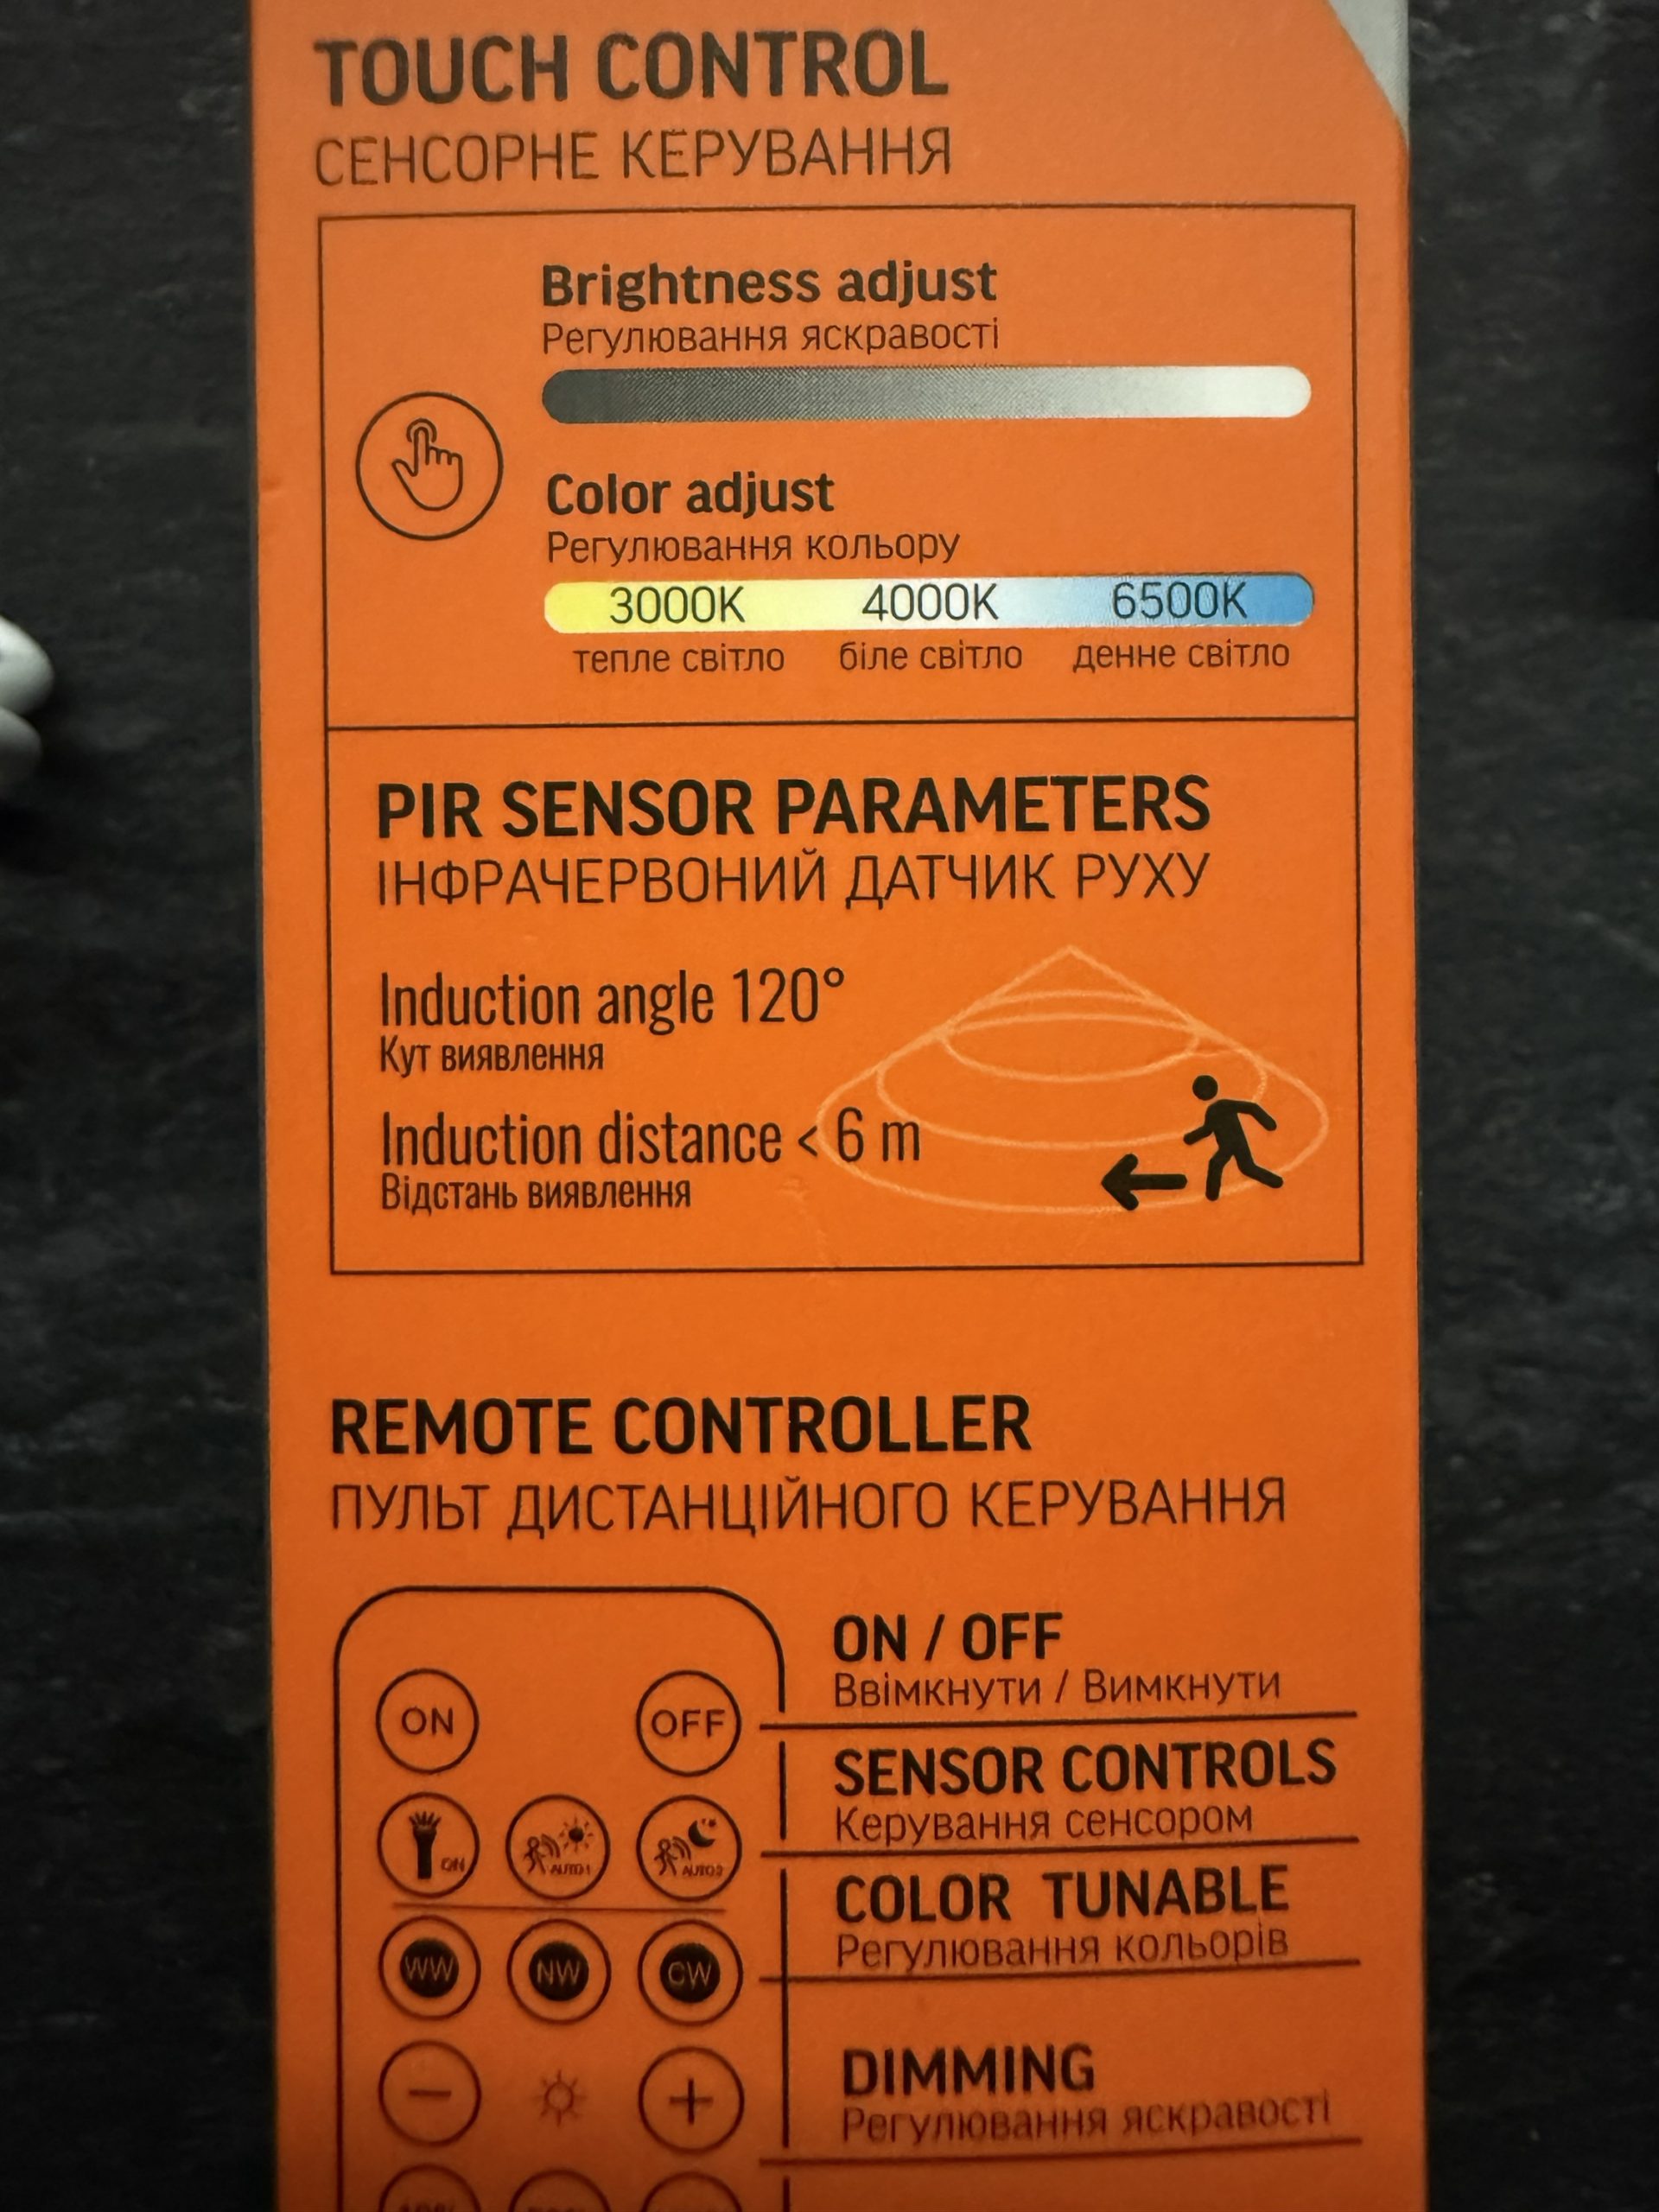 TOUCH CONTROL
СЕНСОРНЕ КЕРУВАННЯ
Brightness adjust
Регулювання яскравості
Color adjust
Регулювання кольору
3000K 4000K 6500K
тепле світло біле світло денне світло
PIR SENSOR PARAMETERS
ІНФРАЧЕРВОНИЙ ДАТЧИК РУХУ
Induction angle 120°
Кут виявлення
Induction distance < 6 m
Відстань виявлення
REMOTE CONTROLLER
ПУЛЬТ ДИСТАНЦІЙНОГО КЕРУВАННЯ
ON / OFF
Ввімкнути / Вимкнути
ON OFF
SENSOR CONTROLS
Керування сенсором
ON AUTO1 AUTO2
COLOR TUNABLE
Регулювання кольорів
WW NW CW
DIMMING
Регулювання яскравості
− +